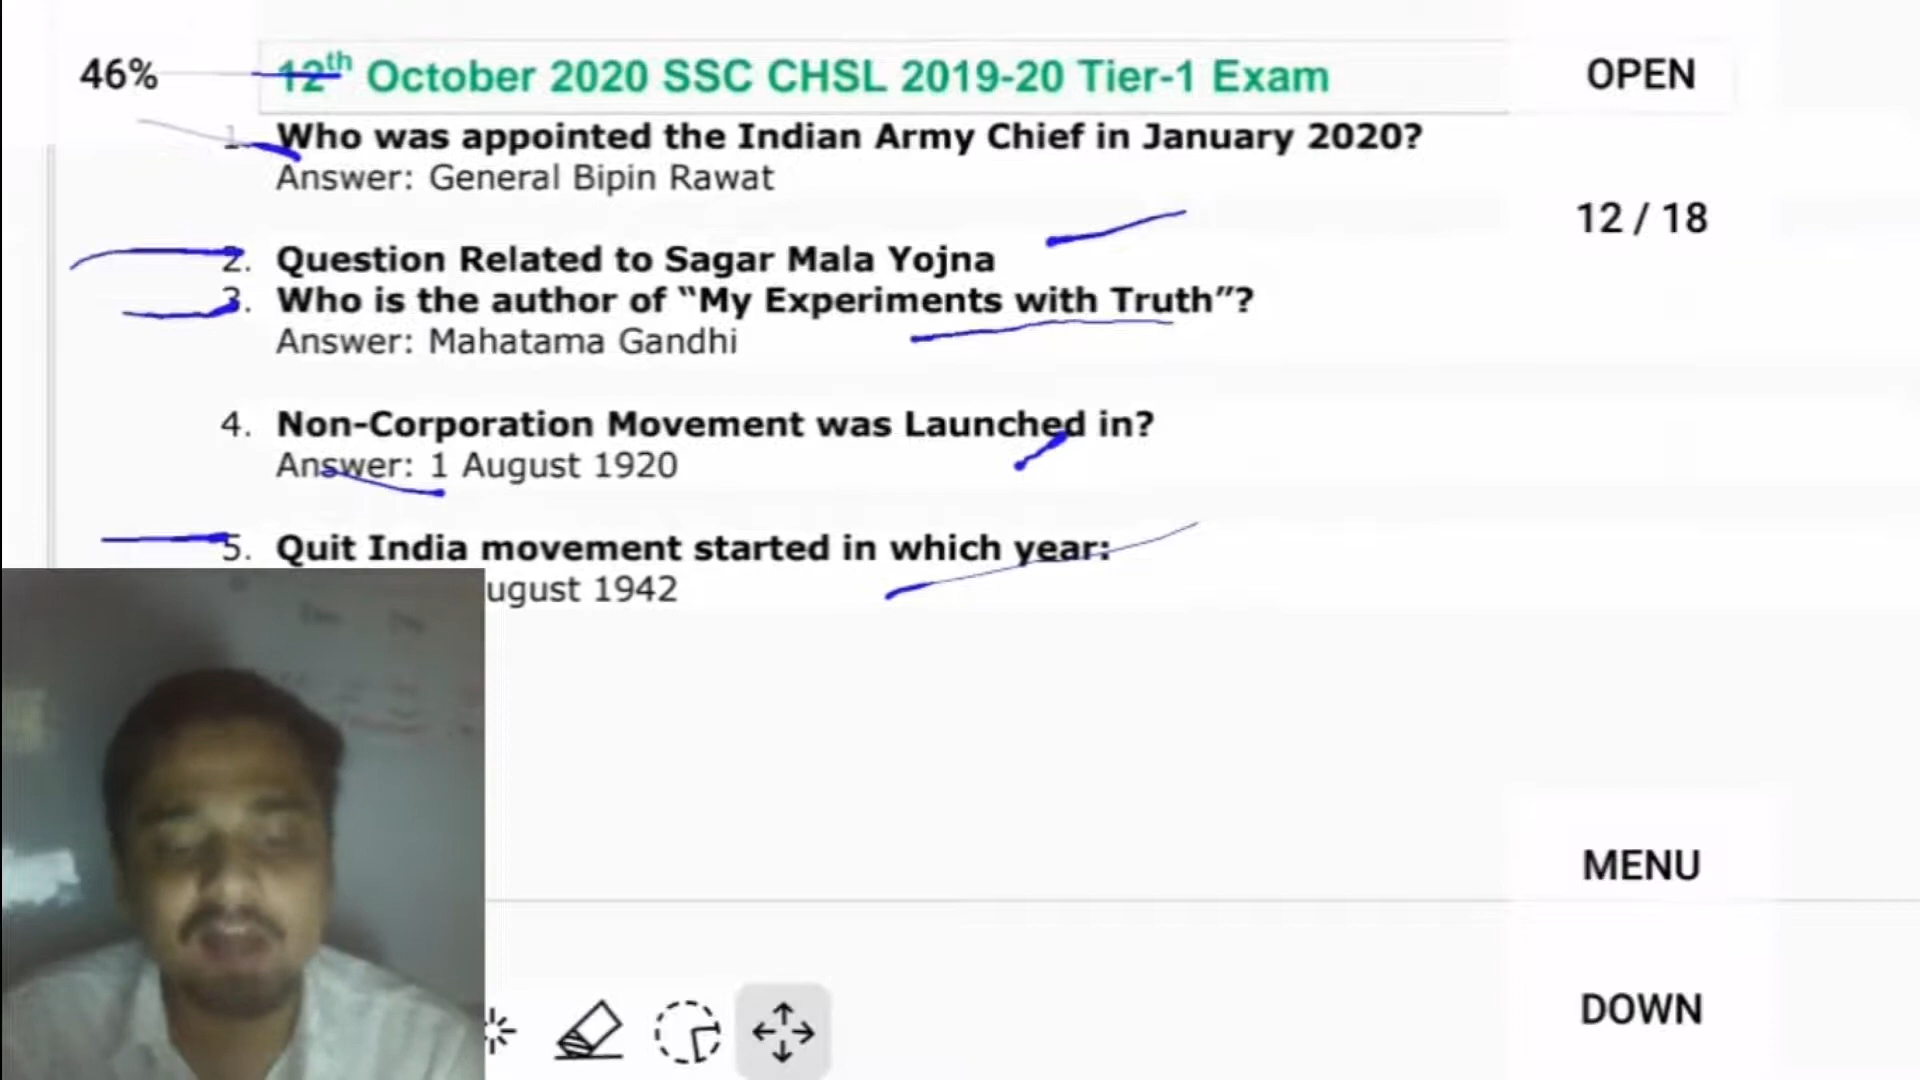 46%
12th October 2020 SSC CHSL 2019-20 Tier-1 Exam
OPEN
1. Who was appointed the Indian Army Chief in January 2020?
Answer: General Bipin Rawat
12 / 18
2. Question Related to Sagar Mala Yojna
3. Who is the author of “My Experiments with Truth”?
Answer: Mahatama Gandhi
4. Non-Corporation Movement was Launched in?
Answer: 1 August 1920
5. Quit India movement started in which year:
ugust 1942
MENU
DOWN